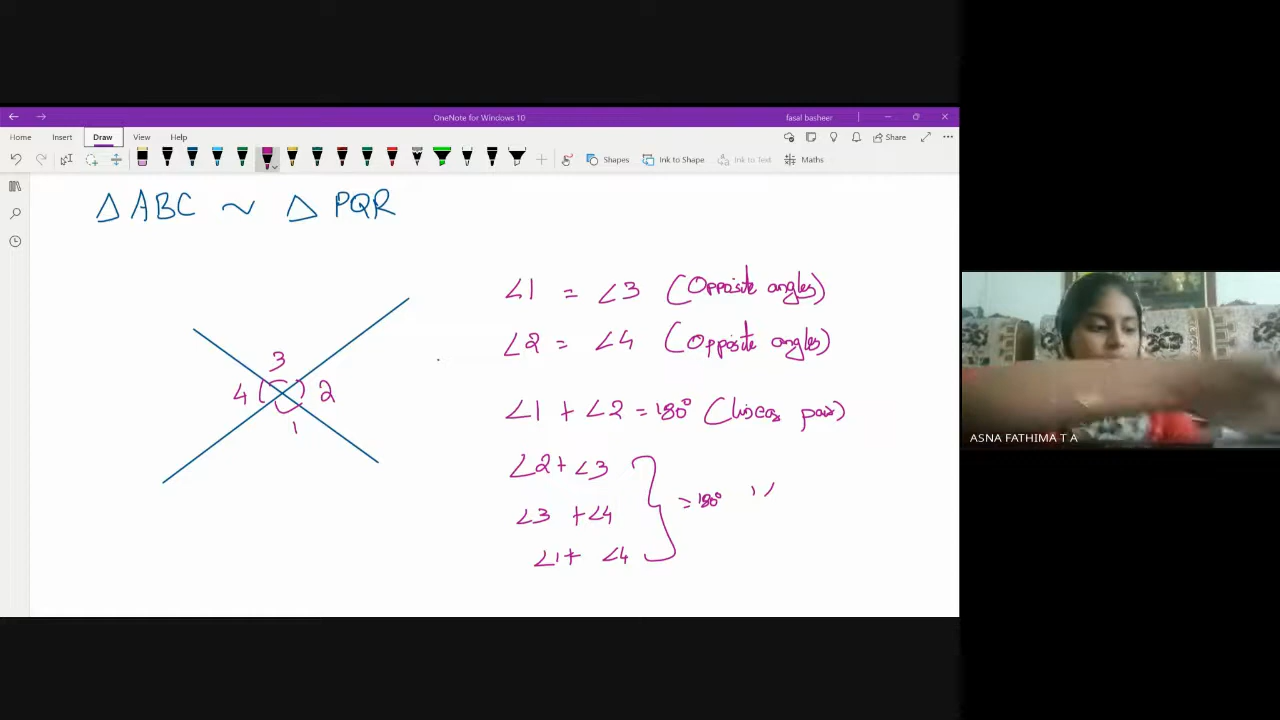 OneNote for Windows 10
fasal basheer
Home Insert Draw View Help
Share
Shapes Ink to Shape Ink to Text Maths
△ ABC ~ △ PQR
∠1 = ∠3 (Opposite angles)
∠2 = ∠4 (Opposite angles)
3
4 2
1
∠1 + ∠2 = 180° (linear pair)
∠2 + ∠3
∠3 + ∠4
= 180° ''
∠1 + ∠4
ASNA FATHIMA T A